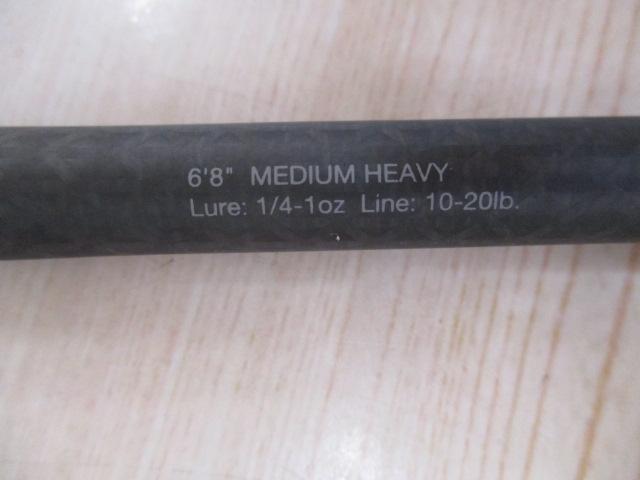 6'8" MEDIUM HEAVY
Lure: 1/4-1oz Line: 10-20lb.